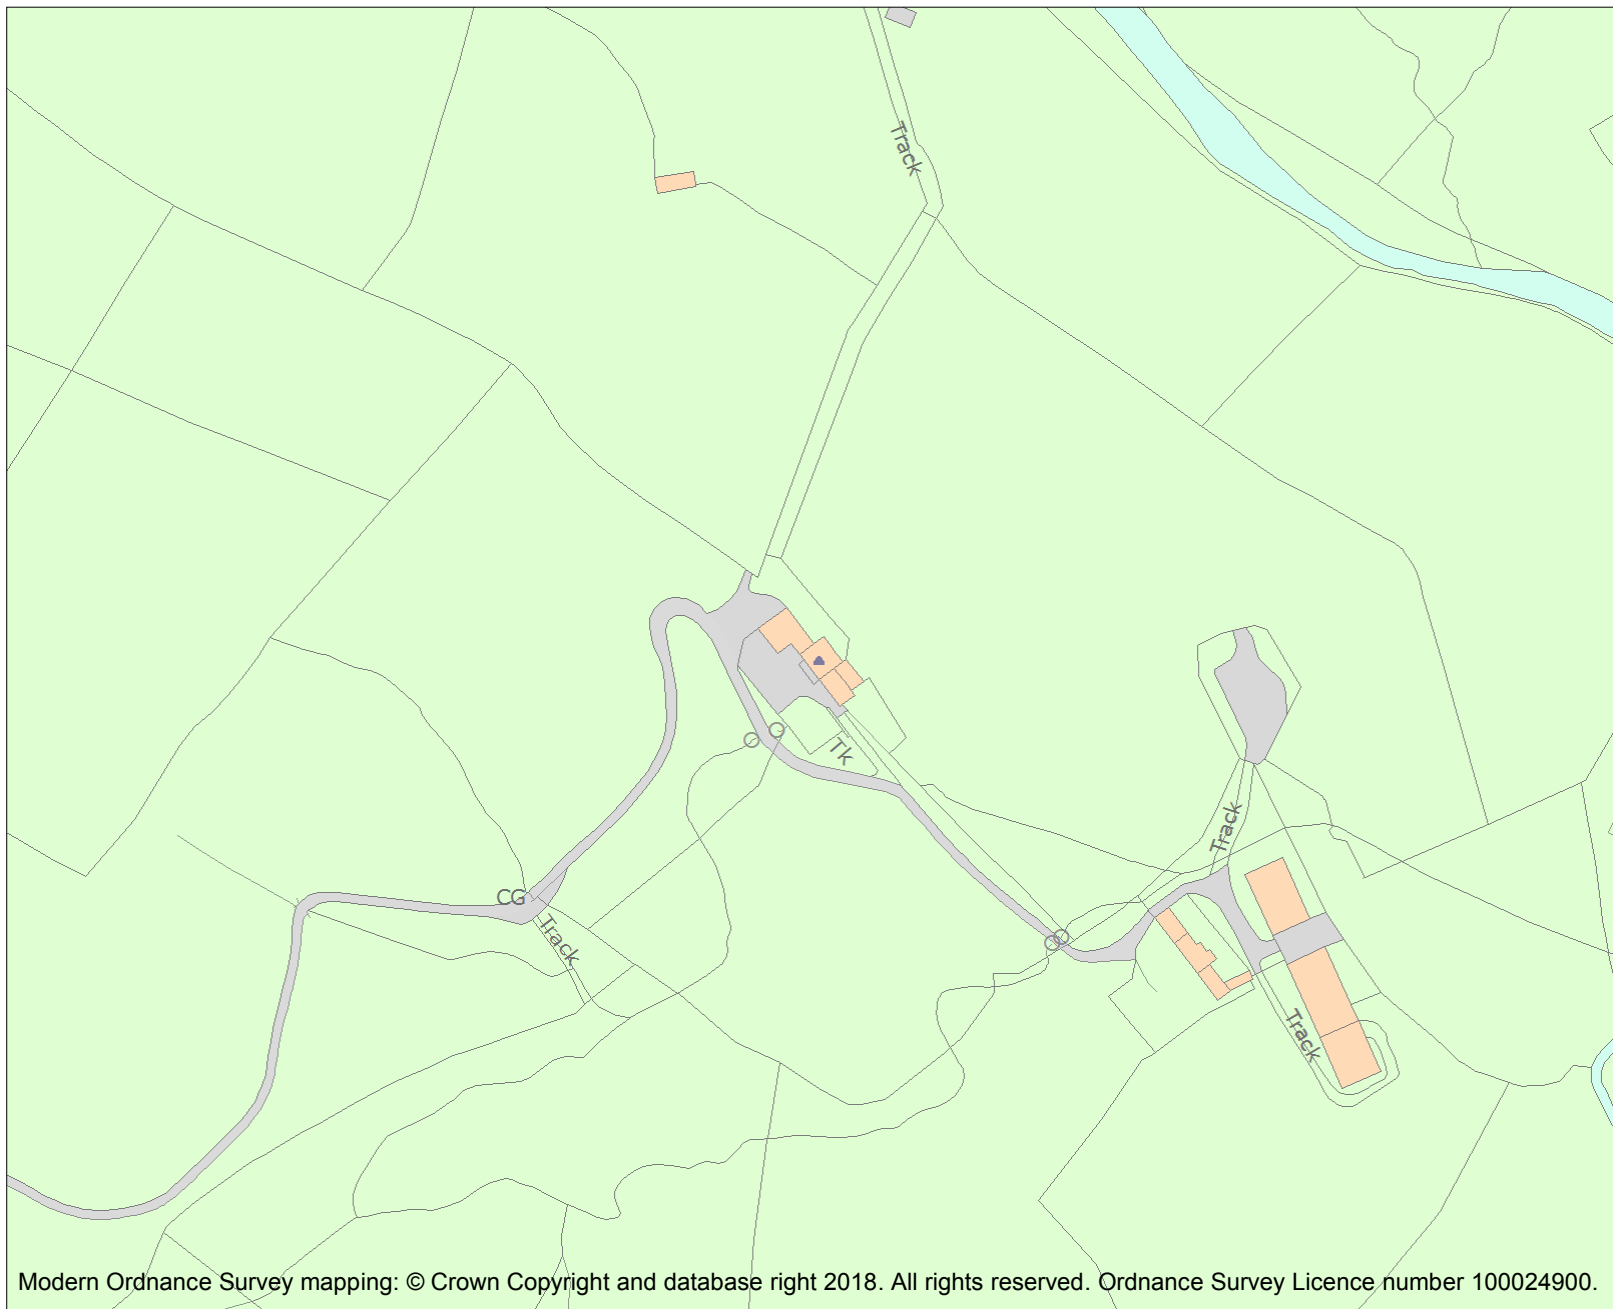 Track
Tk
Track
CG
Track
Track
Modern Ordnance Survey mapping: © Crown Copyright and database right 2018. All rights reserved. Ordnance Survey Licence number 100024900.